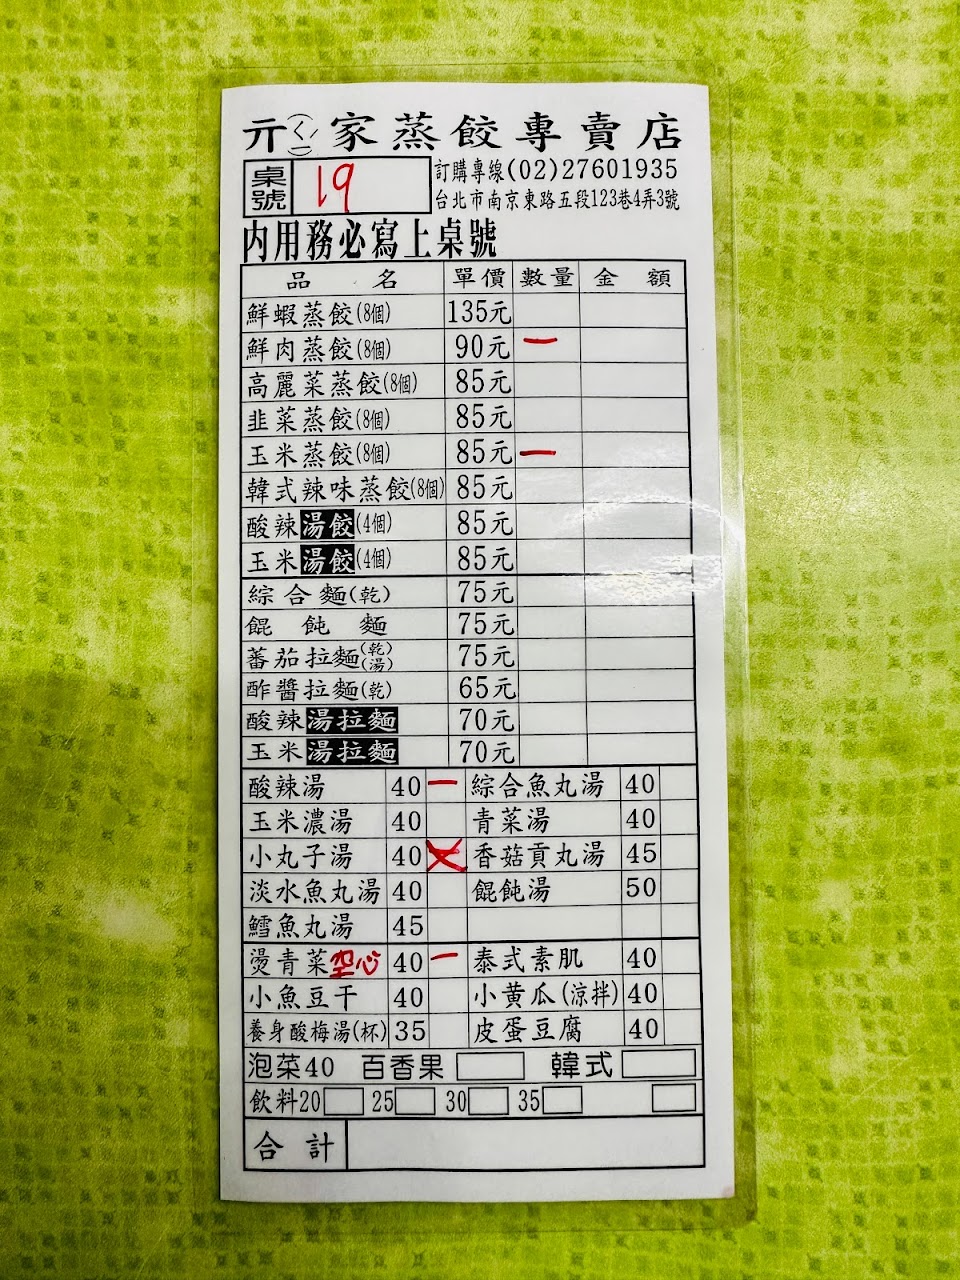 亓(ㄑㄧˊ)家蒸餃專賣店
桌號 19 訂購專線(02)27601935
台北市南京東路五段123巷4弄3號
內用務必寫上桌號
品名 單價 數量 金額
鮮蝦蒸餃(8個) 135元
鮮肉蒸餃(8個) 90元 一
高麗菜蒸餃(8個) 85元
韭菜蒸餃(8個) 85元
玉米蒸餃(8個) 85元 一
韓式辣味蒸餃(8個) 85元
酸辣湯餃(4個) 85元
玉米湯餃(4個) 85元
綜合麵(乾) 75元
餛飩麵 75元
蕃茄拉麵(乾)(湯) 75元
酢醬拉麵(乾) 65元
酸辣湯拉麵 70元
玉米湯拉麵 70元
酸辣湯 40 一 綜合魚丸湯 40
玉米濃湯 40 青菜湯 40
小丸子湯 40 香菇貢丸湯 45
淡水魚丸湯 40 餛飩湯 50
鱈魚丸湯 45
燙青菜 空心 40 一 泰式素肌 40
小魚豆干 40 小黄瓜(涼拌) 40
養身酸梅湯(杯) 35 皮蛋豆腐 40
泡菜40 百香果 韓式
飲料20 25 30 35
合計